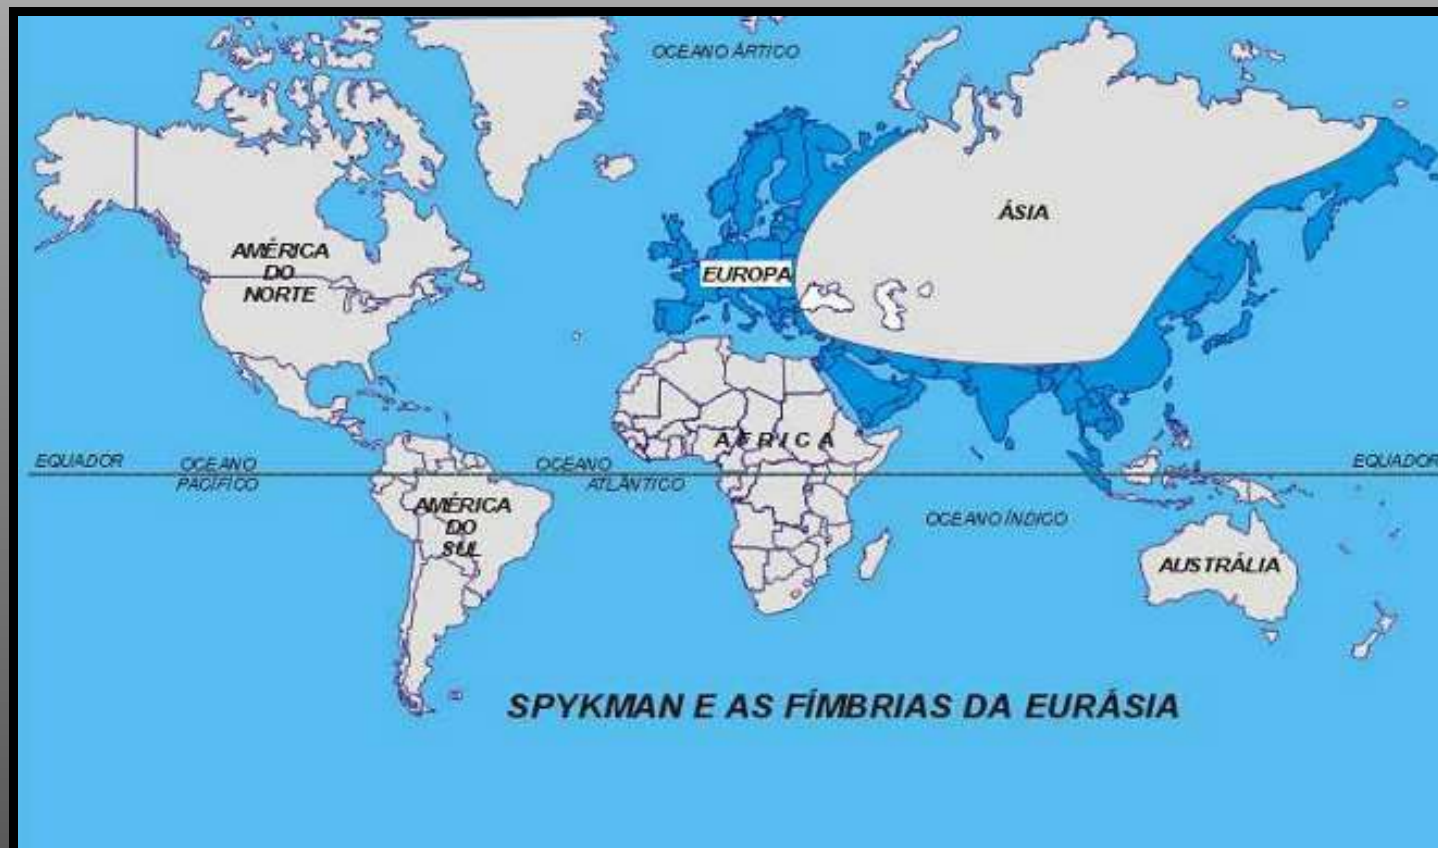 OCEANO ÁRTICO
ÁSIA
AMÉRICA
DO
NORTE
EUROPA
ÁFRICA
EQUADOR
OCEANO
PACÍFICO
OCEANO
ATLÂNTICO
EQUADOR
AMÉRICA
DO
SUL
OCEANO ÍNDICO
AUSTRÁLIA
SPYKMAN E AS FÍMBRIAS DA EURÁSIA